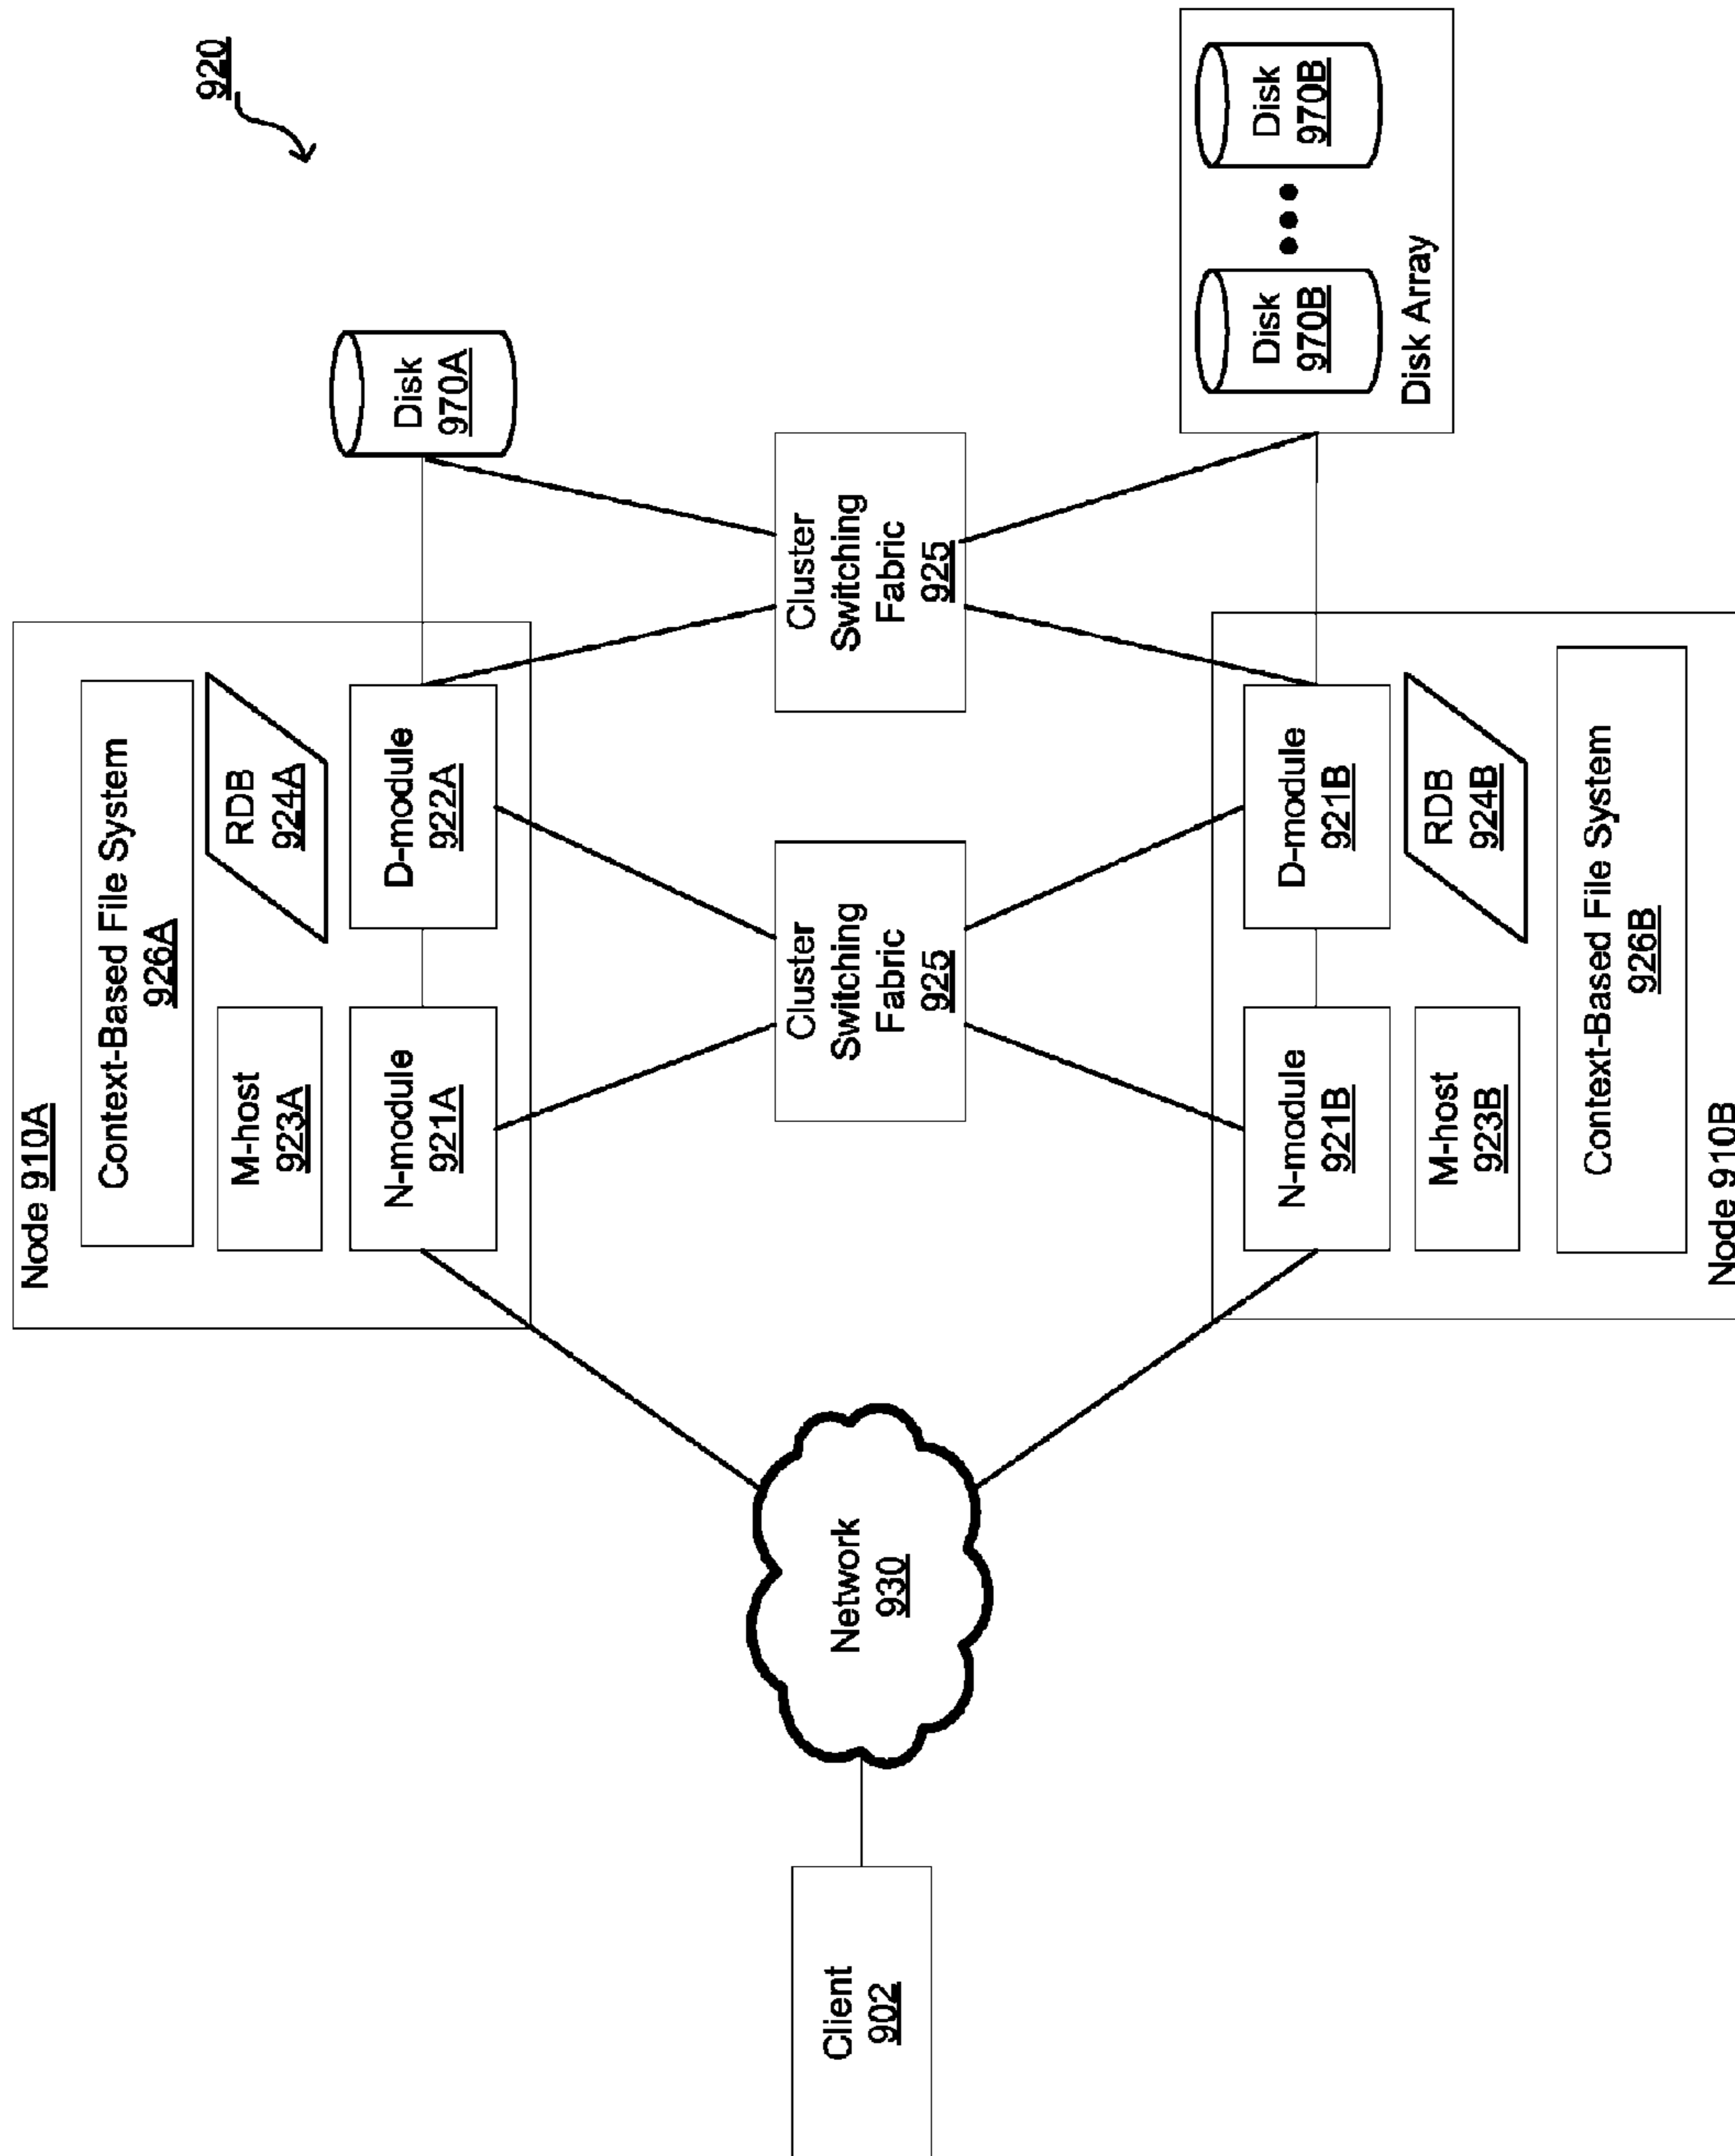 920
Node 910A
Context-Based File System
926A
M-host
923A
RDB
924A
N-module
921A
D-module
922A
Disk
970A
Client
902
Network
930
Cluster
Switching
Fabric
925
Cluster
Switching
Fabric
925
N-module
921B
D-module
921B
M-host
923B
RDB
924B
Context-Based File System
926B
Node 910B
Disk
970B
Disk
970B
Disk Array